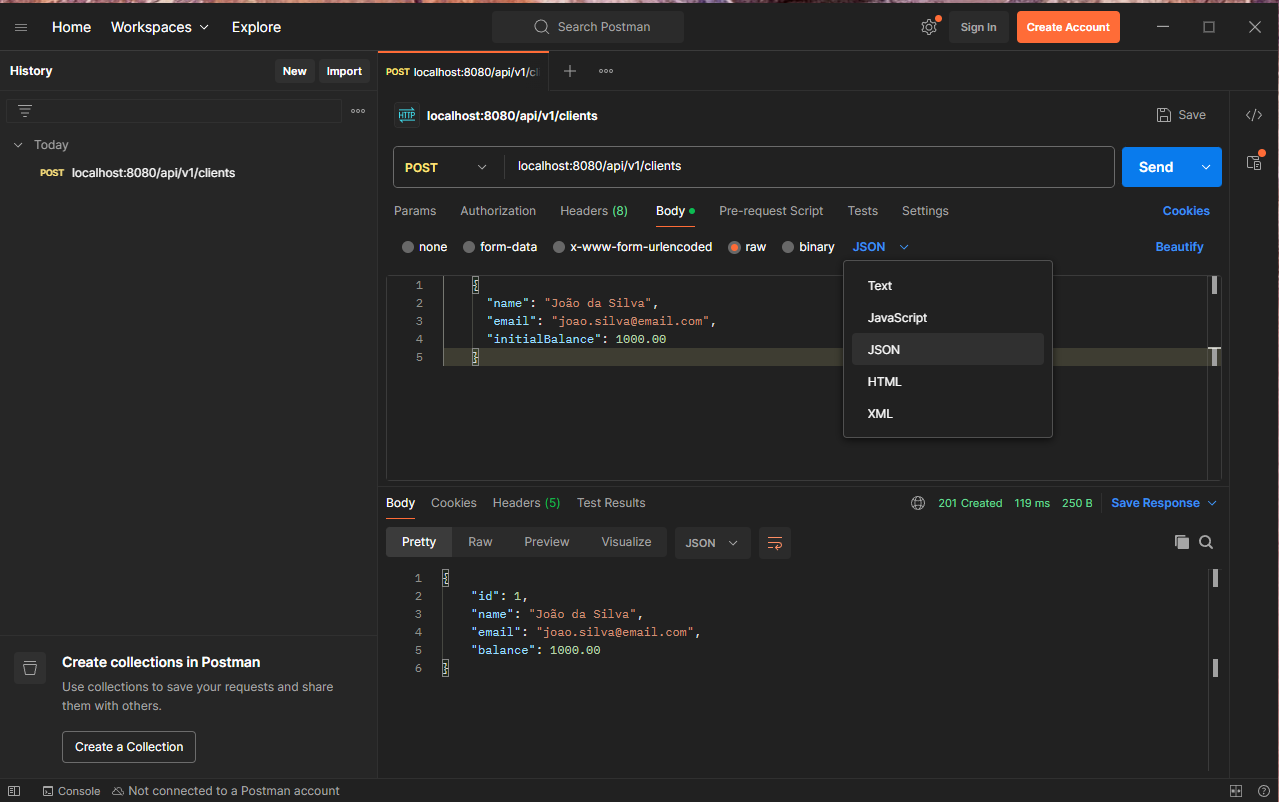 Home Workspaces Explore Search Postman Sign In Create Account
History New Import
POST localhost:8080/api/v1/cli
HTTP localhost:8080/api/v1/clients Save
Today
POST localhost:8080/api/v1/clients
POST localhost:8080/api/v1/clients Send
Params Authorization Headers (8) Body Pre-request Script Tests Settings Cookies
none form-data x-www-form-urlencoded raw binary JSON Beautify
Text
JavaScript
JSON
HTML
XML
1 {
2 "name": "João da Silva",
3 "email": "joao.silva@email.com",
4 "initialBalance": 1000.00
5 }
Body Cookies Headers (5) Test Results 201 Created 119 ms 250 B Save Response
Pretty Raw Preview Visualize JSON
1 {
2 "id": 1,
3 "name": "João da Silva",
4 "email": "joao.silva@email.com",
5 "balance": 1000.00
6 }
Create collections in Postman
Use collections to save your requests and share
them with others.
Create a Collection
Console Not connected to a Postman account